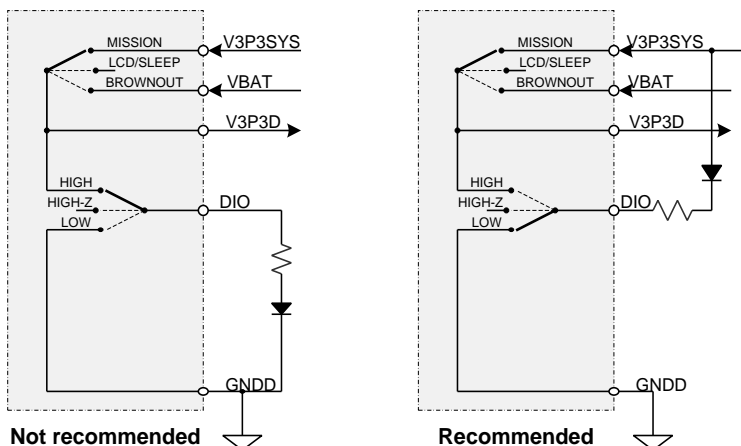 MISSION
V3P3SYS
LCD/SLEEP
BROWNOUT
VBAT
V3P3D
HIGH
HIGH-Z
DIO
LOW
GNDD
Not recommended
MISSION
V3P3SYS
LCD/SLEEP
BROWNOUT
VBAT
V3P3D
HIGH
HIGH-Z
DIO
LOW
GNDD
Recommended